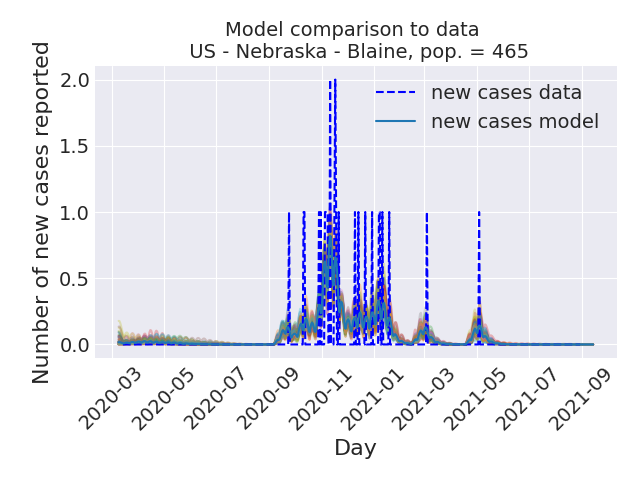 Model comparison to data
US - Nebraska - Blaine, pop. = 465
Number of new cases reported
2.0
1.5
1.0
0.5
0.0
new cases data
new cases model
2020-03
2020-05
2020-07
2020-09
2020-11
2021-01
2021-03
2021-05
2021-07
2021-09
Day